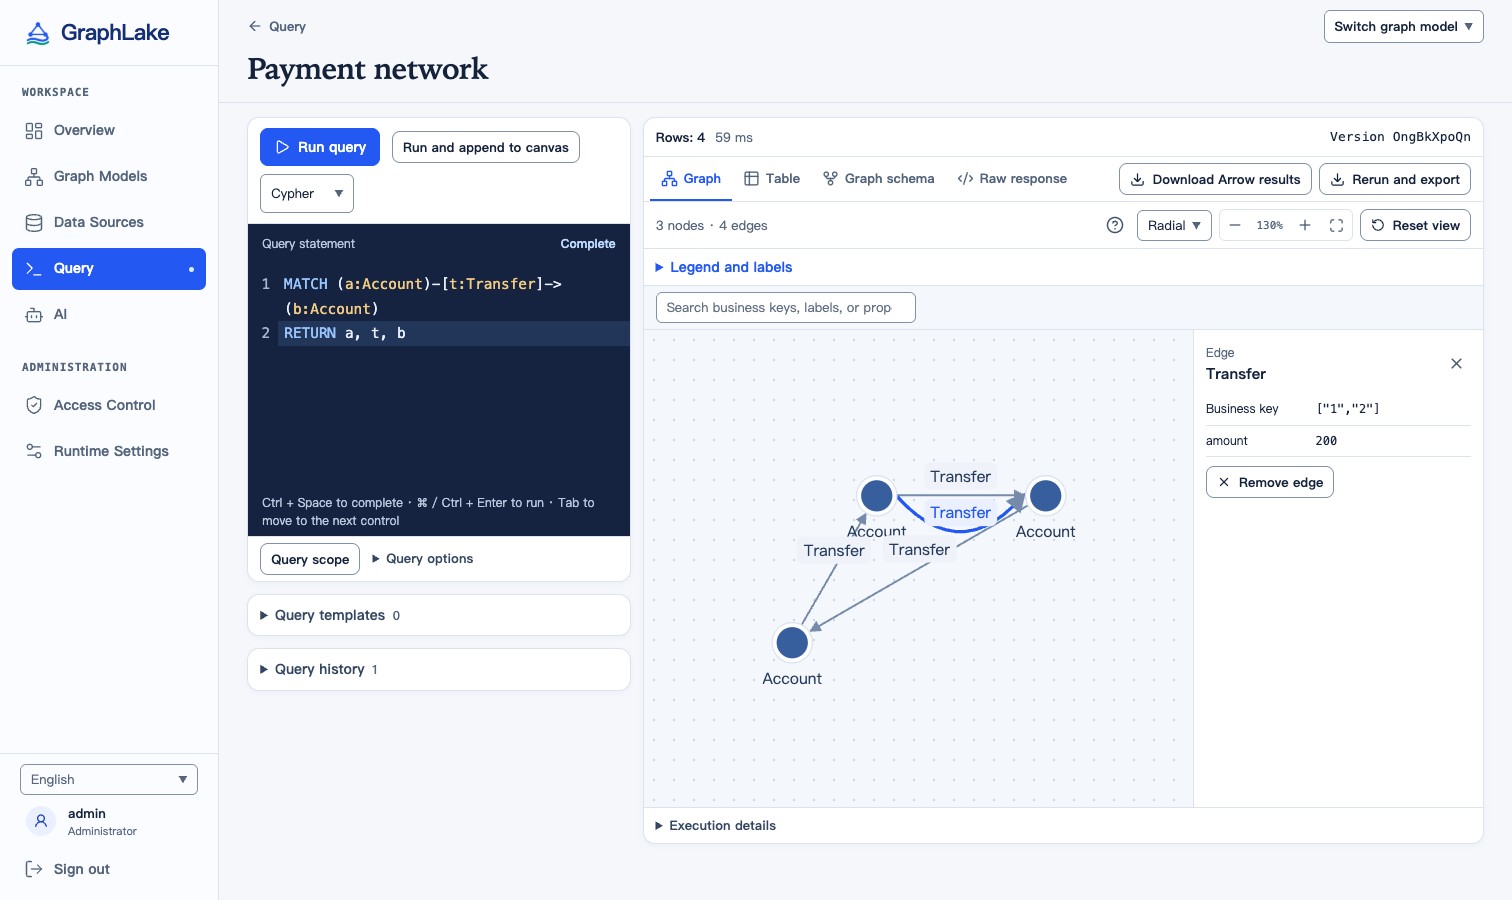 GraphLake
WORKSPACE
Overview
Graph Models
Data Sources
Query
AI
ADMINISTRATION
Access Control
Runtime Settings
English
admin
Administrator
Sign out
Query
Payment network
Switch graph model
Run query
Run and append to canvas
Cypher
Query statement
Complete
1 MATCH (a:Account)-[t:Transfer]->
(b:Account)
2 RETURN a, t, b
Ctrl + Space to complete · ⌘ / Ctrl + Enter to run · Tab to
move to the next control
Query scope
Query options
Query templates 0
Query history 1
Rows: 4 59 ms
Version OngBkXpoQn
Graph
Table
Graph schema
Raw response
Download Arrow results
Rerun and export
3 nodes · 4 edges
Radial
130%
Reset view
Legend and labels
Search business keys, labels, or prop
Transfer
Transfer
Account
Account
Transfer
Transfer
Account
Edge
Transfer
Business key ["1","2"]
amount 200
Remove edge
Execution details